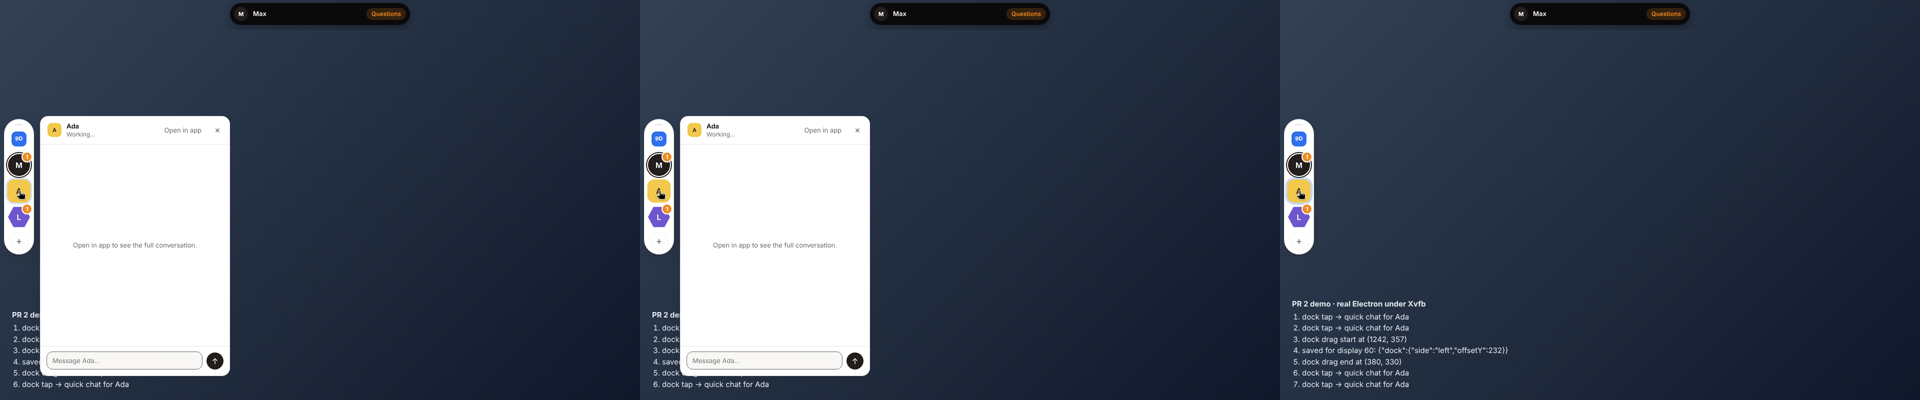 M Max Questions
9D
M !
A
L !
+
A Ada Open in app ×
Working...
Open in app to see the full conversation.
Message Ada...
PR 2 de
1. dock
2. dock
3. dock
4. save
5. dock
6. dock tap → quick chat for Ada
M Max Questions
9D
M !
A
L !
+
A Ada Open in app ×
Working...
Open in app to see the full conversation.
Message Ada...
PR 2 de
1. dock
2. dock
3. dock
4. save
5. dock
6. dock tap → quick chat for Ada
M Max Questions
9D
M !
A
L !
+
PR 2 demo · real Electron under Xvfb
1. dock tap → quick chat for Ada
2. dock tap → quick chat for Ada
3. dock drag start at (1242, 357)
4. saved for display 60: {"dock":{"side":"left","offsetY":232}}
5. dock drag end at (380, 330)
6. dock tap → quick chat for Ada
7. dock tap → quick chat for Ada